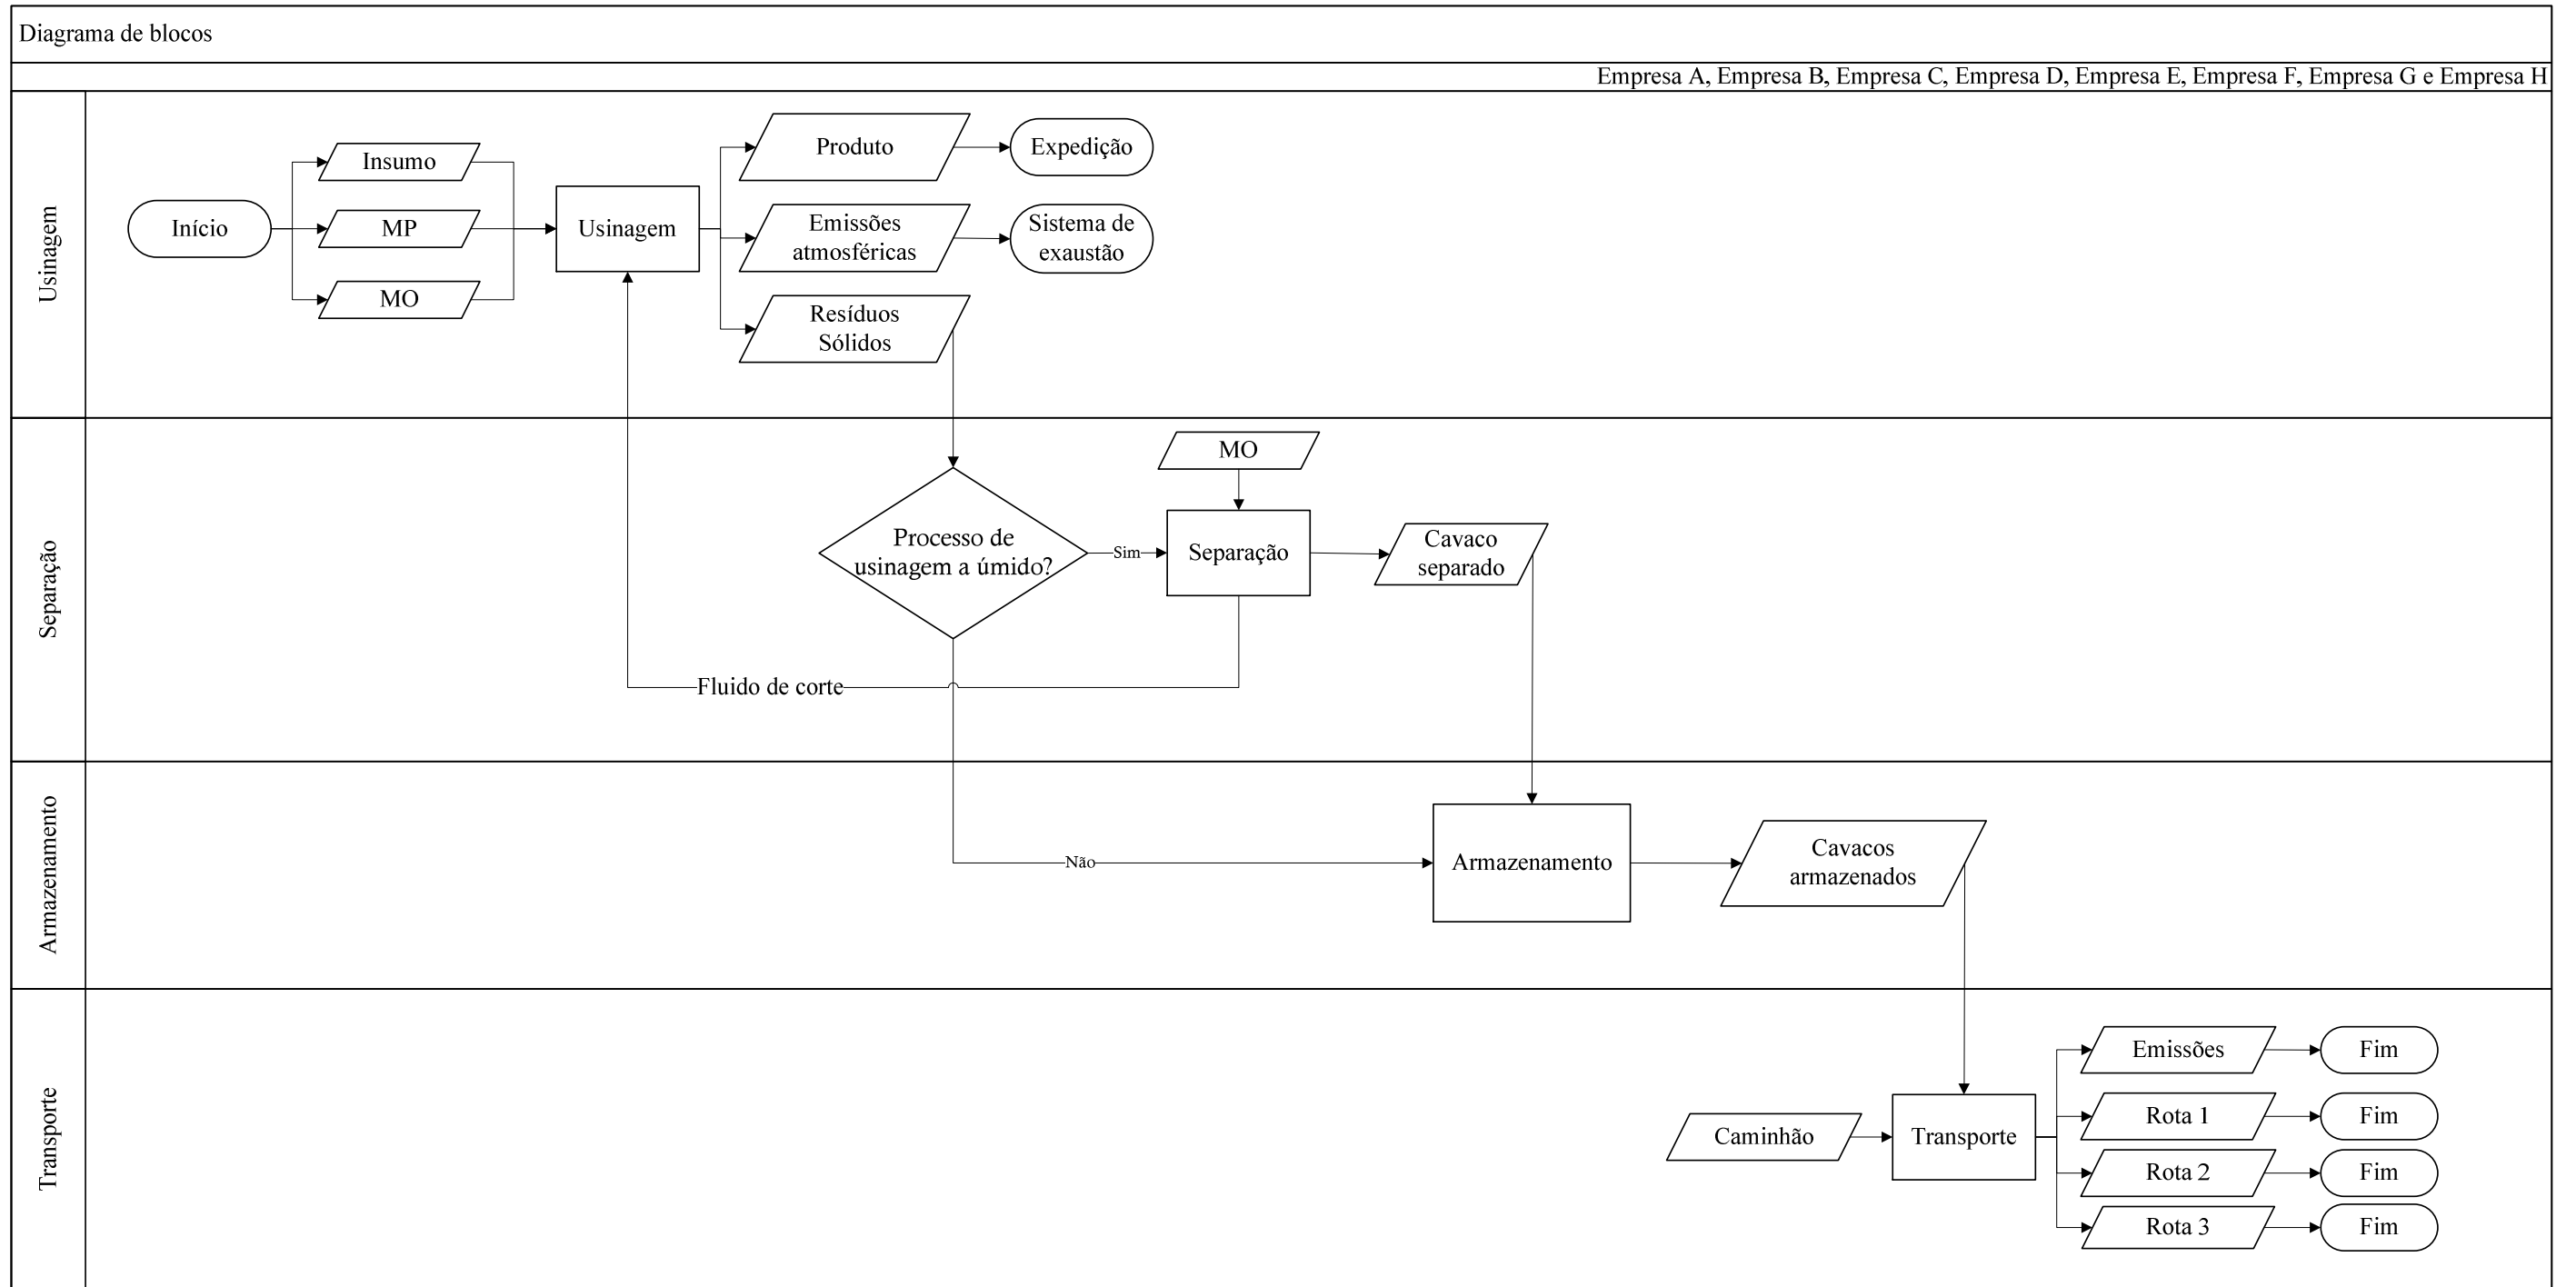 Diagrama de blocos
Empresa A, Empresa B, Empresa C, Empresa D, Empresa E, Empresa F, Empresa G e Empresa H
Usinagem
Início
Insumo
MP
MO
Usinagem
Produto
Expedição
Emissões
atmosféricas
Sistema de
exaustão
Resíduos
Sólidos
Separação
Processo de
usinagem a úmido?
Sim
MO
Separação
Cavaco
separado
Fluido de corte
Armazenamento
Não
Armazenamento
Cavacos
armazenados
Transporte
Caminhão
Transporte
Emissões
Fim
Rota 1
Fim
Rota 2
Fim
Rota 3
Fim